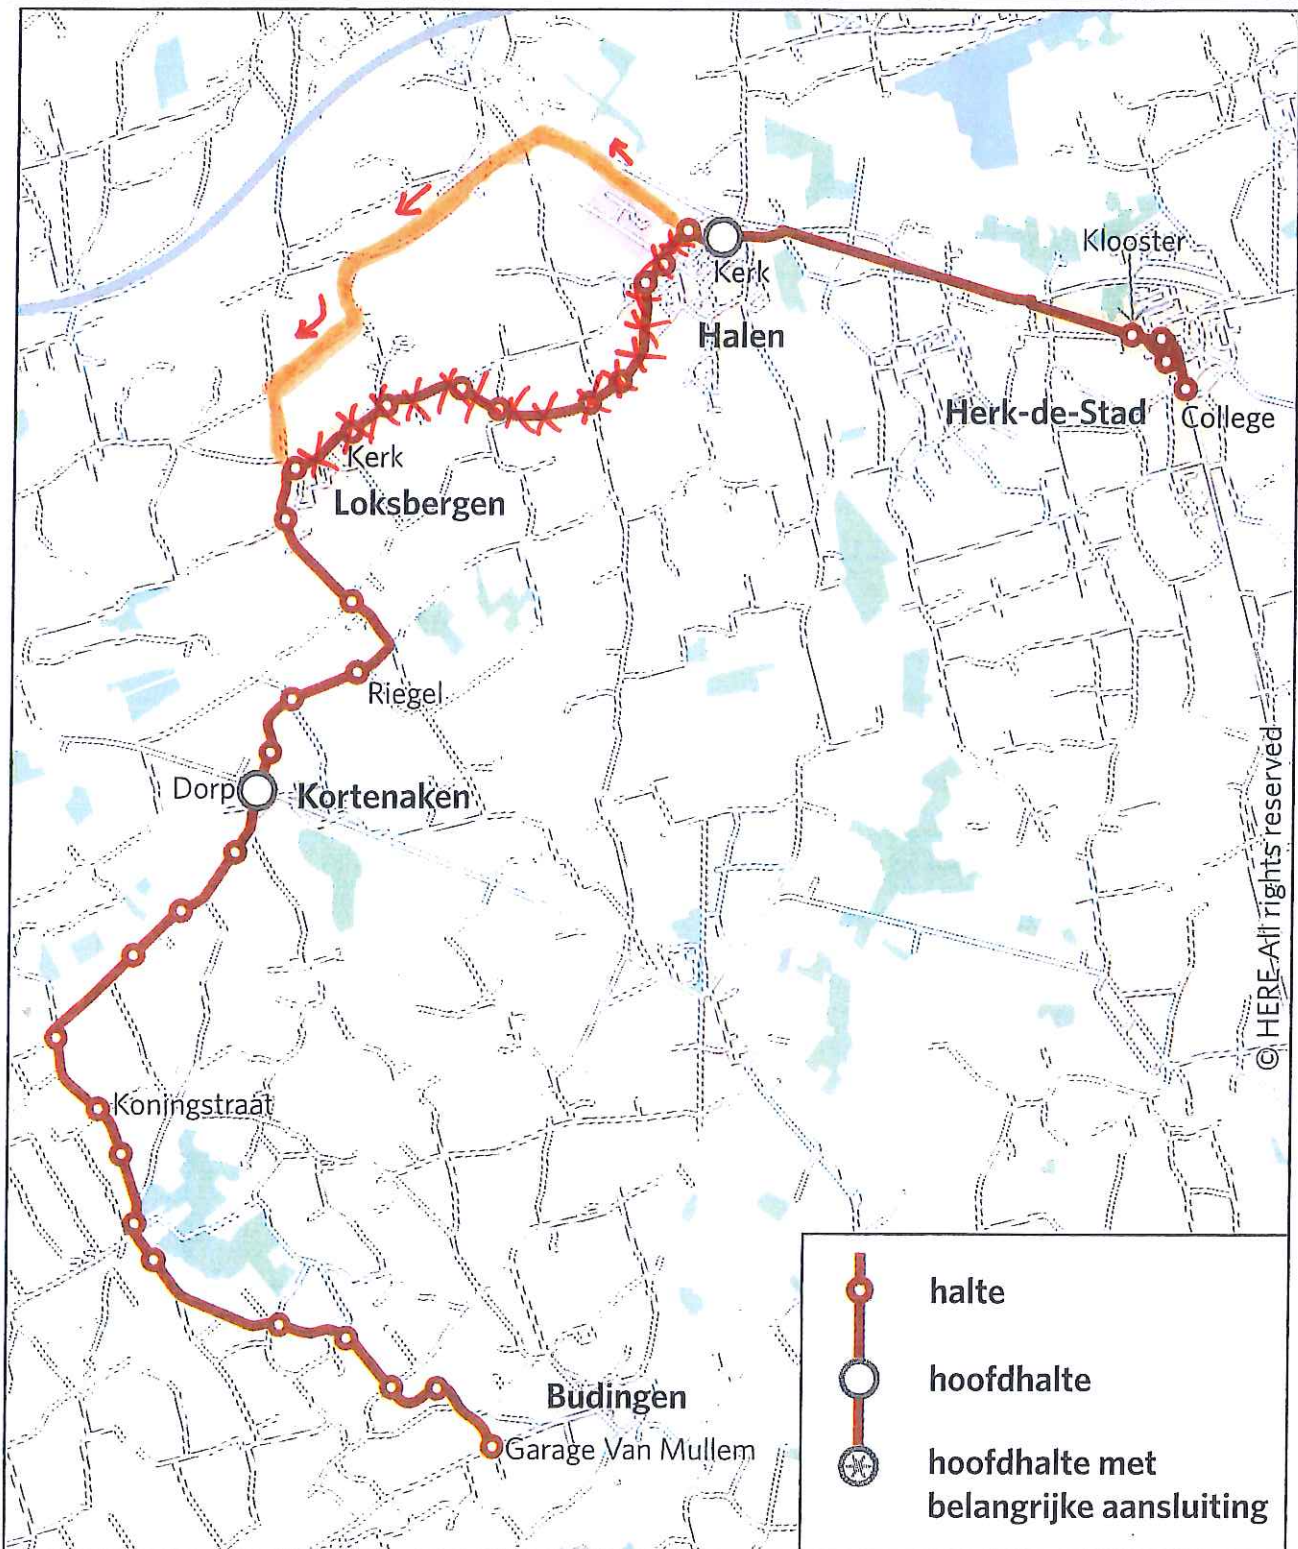 Klooster
Kerk
Halen
Herk-de-Stad
College
Kerk
Loksbergen
Riegel
Dorp
Kortenaken
© HERE All rights reserved
Koningstraat
Budingen
Garage Van Mullem
halte
hoofdhalte
hoofdhalte met
belangrijke aansluiting